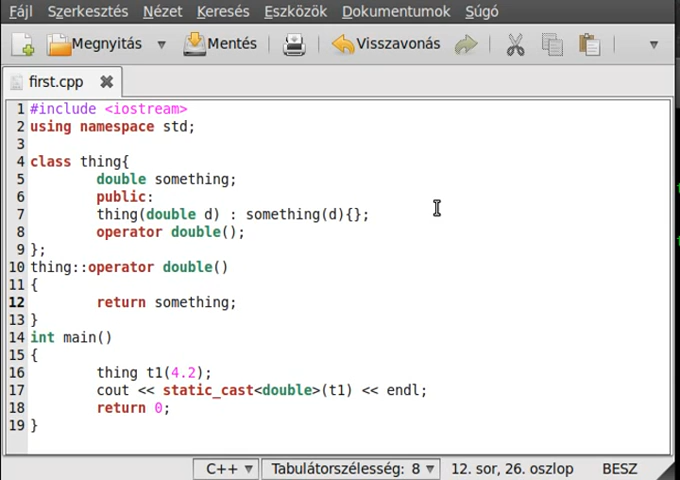 Fájl Szerkesztés Nézet Keresés Eszközök Dokumentumok Súgó
Megnyitás Mentés Visszavonás
first.cpp
1 #include <iostream>
2 using namespace std;
3
4 class thing{
5 double something;
6 public:
7 thing(double d) : something(d){};
8 operator double();
9 };
10 thing::operator double()
11 {
12 return something;
13 }
14 int main()
15 {
16 thing t1(4.2);
17 cout << static_cast<double>(t1) << endl;
18 return 0;
19 }
C++ Tabulátorszélesség: 8 12. sor, 26. oszlop BESZ